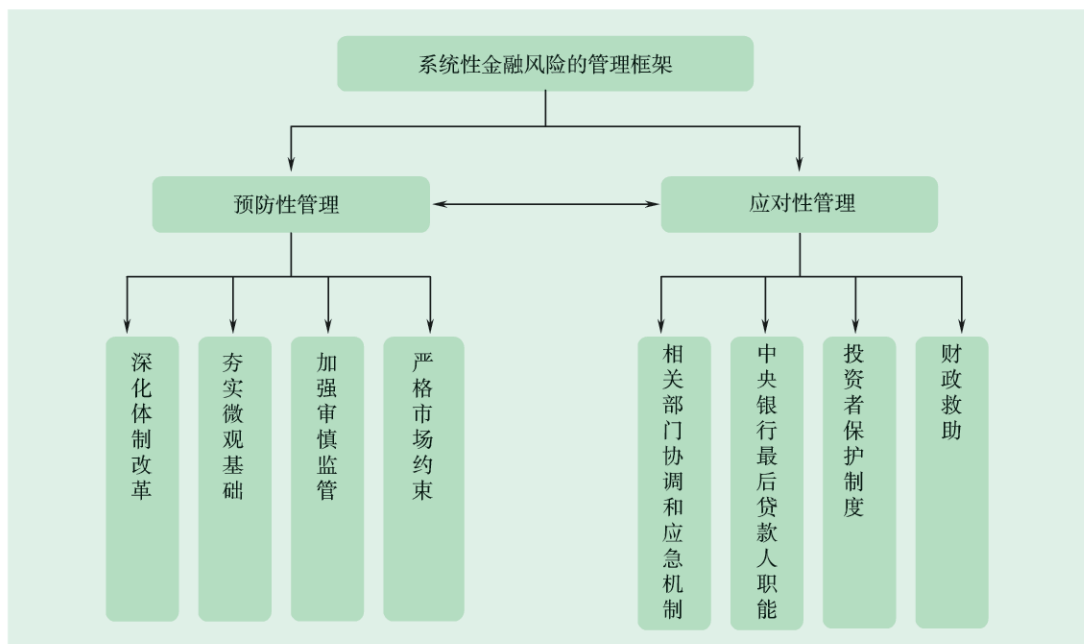 系统性金融风险的管理框架
预防性管理
应对性管理
深化体制改革
夯实微观基础
加强审慎监管
严格市场约束
相关部门协调和应急机制
中央银行最后贷款人职能
投资者保护制度
财政救助